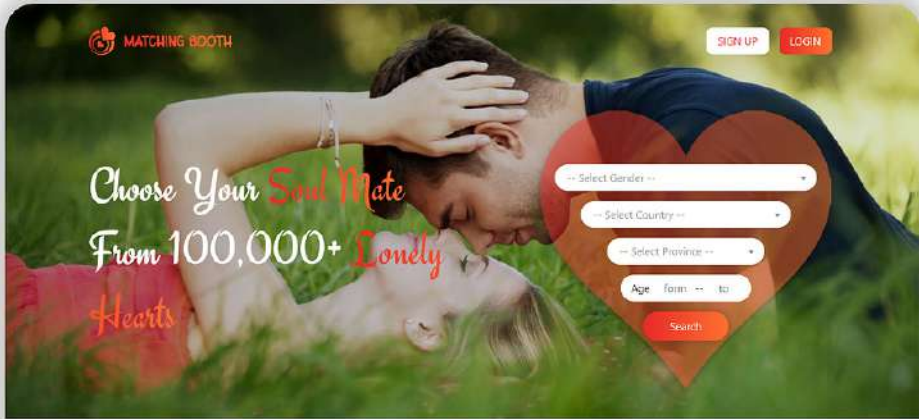 MATCHING BOOTH
SIGN UP
LOGIN
Choose Your Soul Mate
From 100,000+ Lonely
Hearts
-- Select Gender --
-- Select Country --
-- Select Province --
Age form -- to
Search